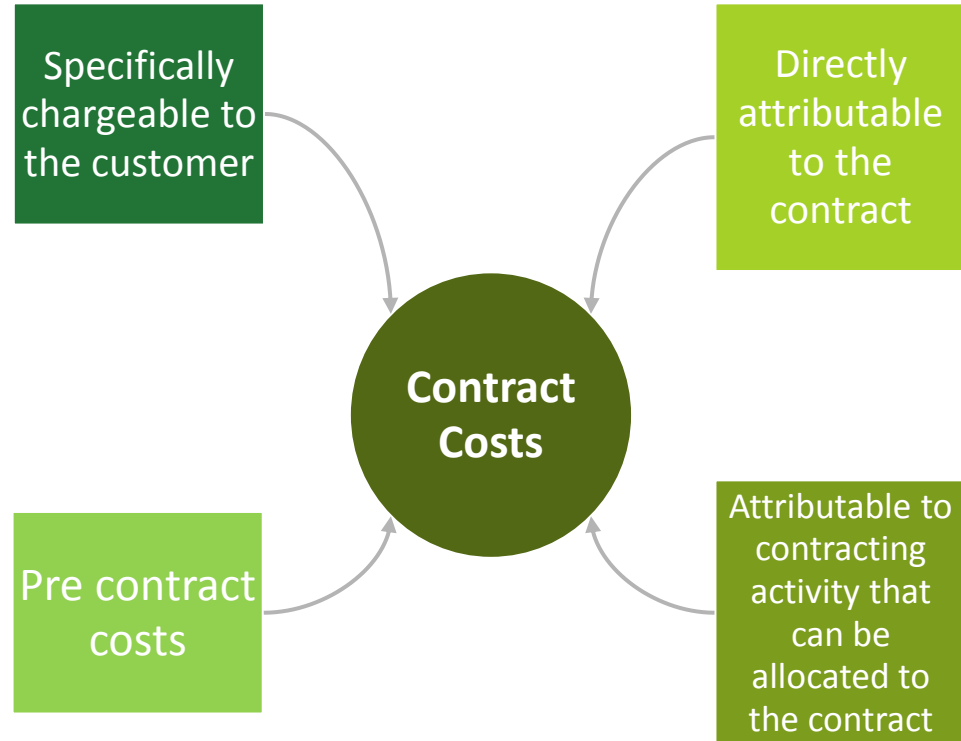 Specifically
chargeable to
the customer
Directly
attributable
to the
contract
Contract
Costs
Pre contract
costs
Attributable to
contracting
activity that
can be
allocated to
the contract